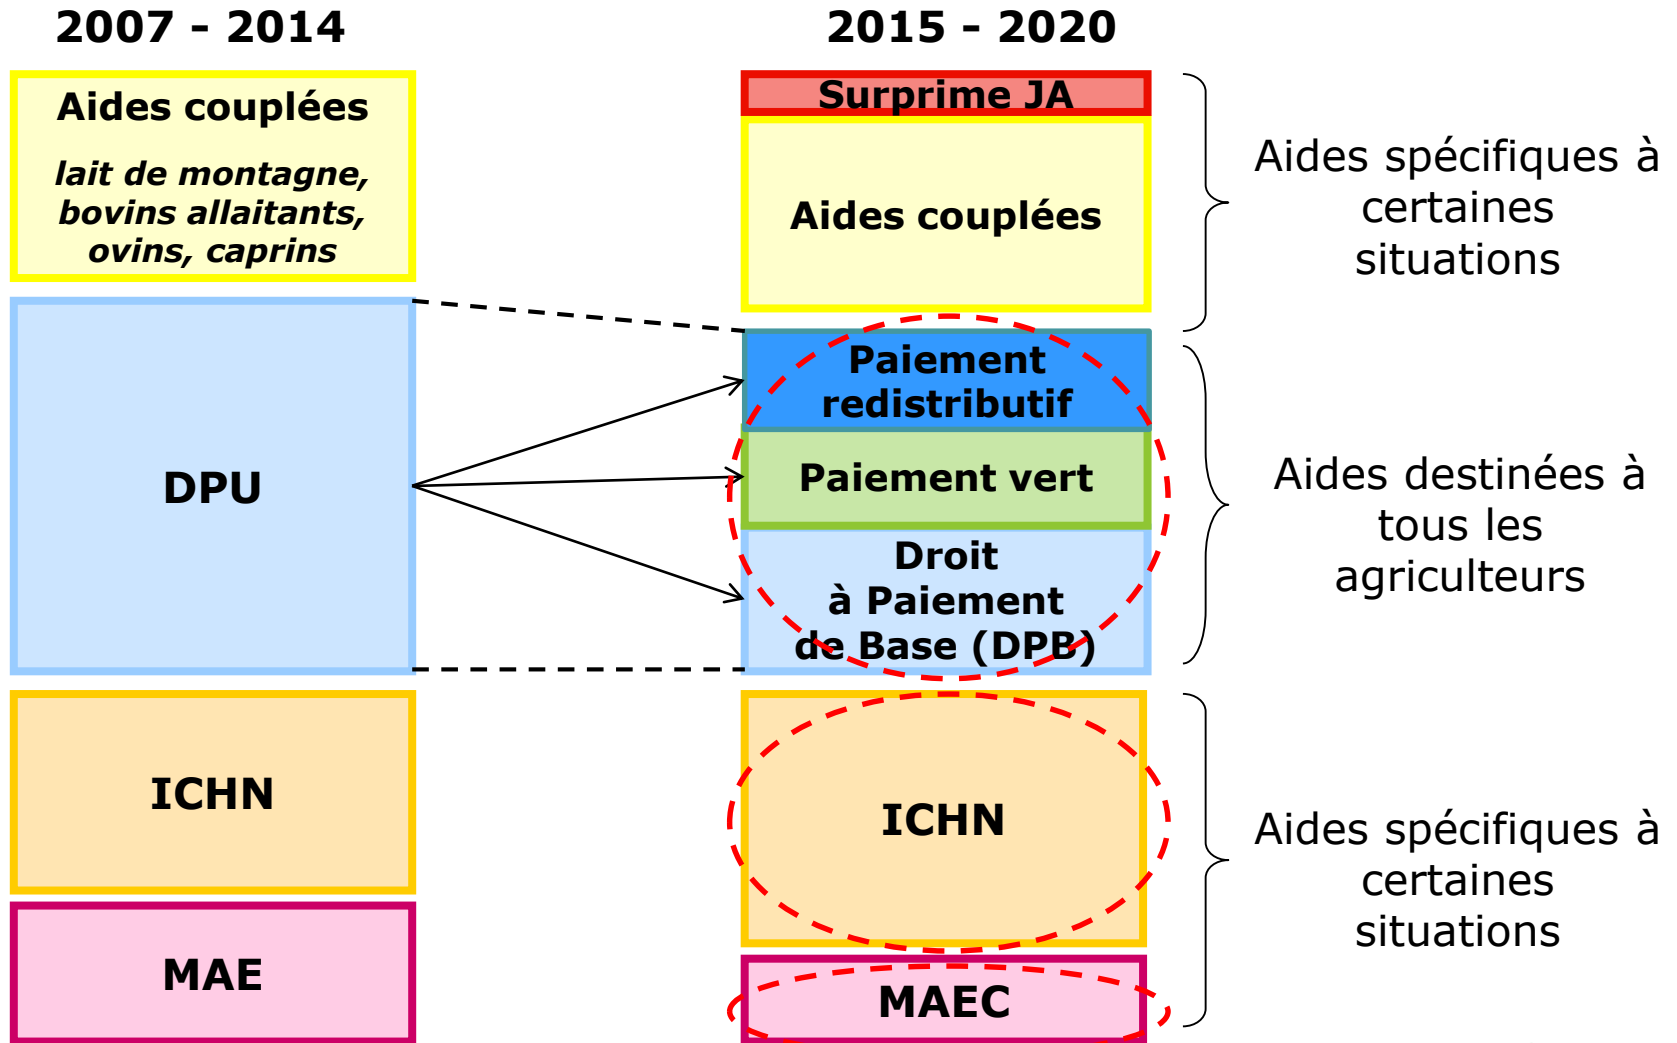 2007 - 2014
Aides couplées
lait de montagne,
bovins allaitants,
ovins, caprins
DPU
ICHN
MAE
2015 - 2020
Surprime JA
Aides couplées
Paiement
redistributif
Paiement vert
Droit
à Paiement
de Base (DPB)
ICHN
MAEC
Aides spécifiques à
certaines
situations
Aides destinées à
tous les
agriculteurs
Aides spécifiques à
certaines
situations